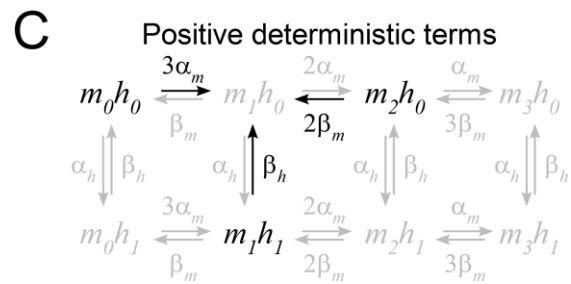 C Positive deterministic terms
3αₘ 2αₘ αₘ
m₀h₀ m₁h₀ m₂h₀ m₃h₀
βₘ 2βₘ 3βₘ
αₕ βₕ αₕ βₕ αₕ βₕ αₕ βₕ
3αₘ 2αₘ αₘ
m₀h₁ m₁h₁ m₂h₁ m₃h₁
βₘ 2βₘ 3βₘ